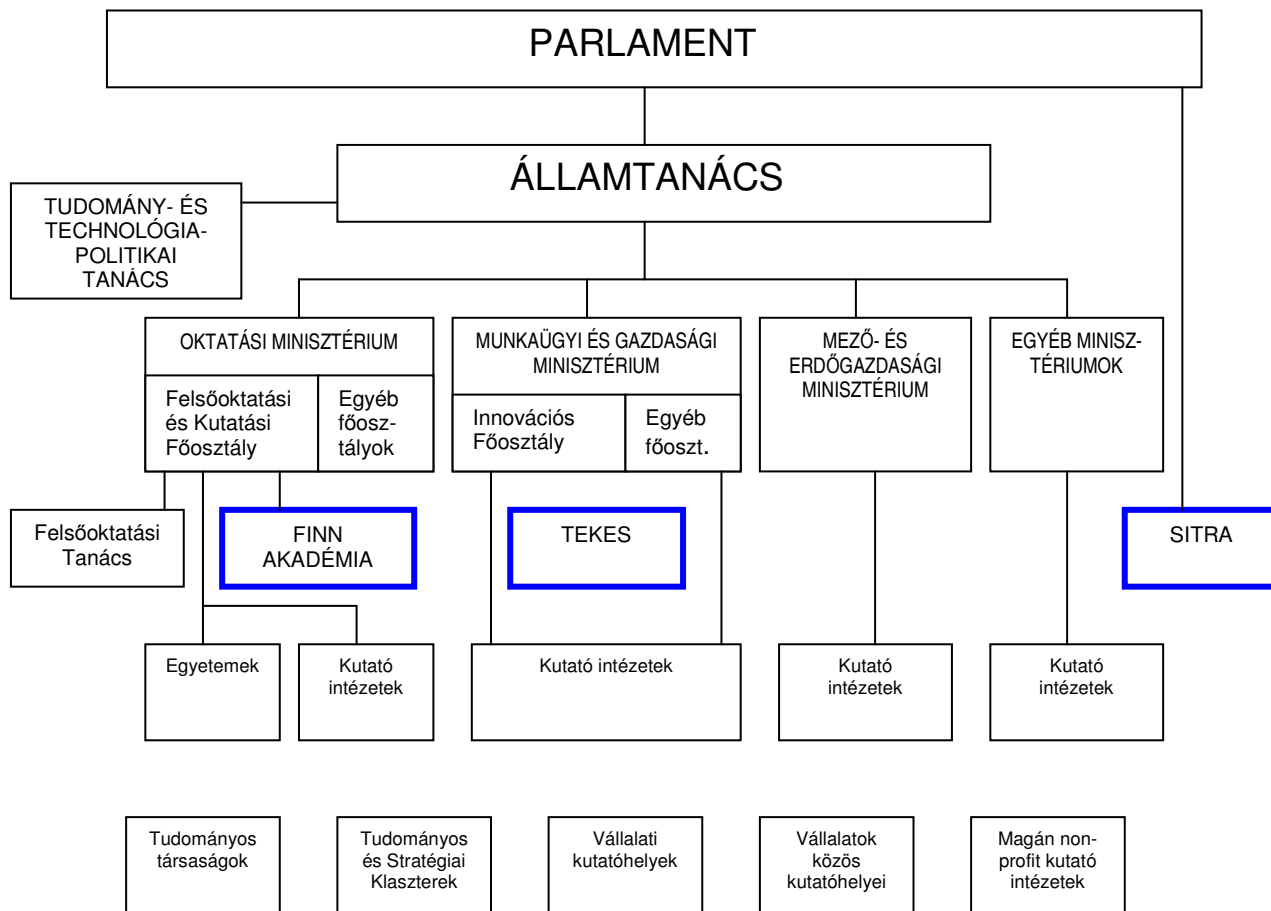 PARLAMENT
ÁLLAMTANÁCS
TUDOMÁNY- ÉS
TECHNOLÓGIA-
POLITIKAI
TANÁCS
OKTATÁSI MINISZTÉRIUM
Felsőoktatási
és Kutatási
Főosztály
Egyéb
főosz-
tályok
MUNKAÜGYI ÉS GAZDASÁGI
MINISZTÉRIUM
Innovációs
Főosztály
Egyéb
főoszt.
MEZŐ- ÉS
ERDŐGAZDASÁGI
MINISZTÉRIUM
EGYÉB MINISZ-
TÉRIUMOK
Felsőoktatási
Tanács
FINN
AKADÉMIA
TEKES
SITRA
Egyetemek
Kutató
intézetek
Kutató intézetek
Kutató
intézetek
Kutató
intézetek
Tudományos
társaságok
Tudományos
és Stratégiai
Klaszterek
Vállalati
kutatóhelyek
Vállalatok
közös
kutatóhelyei
Magán non-
profit kutató
intézetek